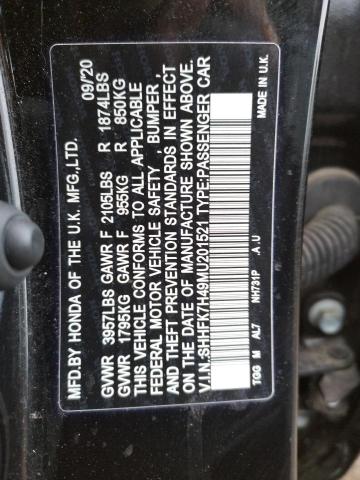 MFD.BY HONDA OF THE U.K. MFG.,LTD. 09/20
GVWR 3957LBS GAWR F 2105LBS R 1874LBS
GVWR 1795KG GAWR F 955KG R 850KG
THIS VEHICLE CONFORMS TO ALL APPLICABLE
FEDERAL MOTOR VEHICLE SAFETY , BUMPER ,
AND THEFT PREVENTION STANDARDS IN EFFECT
ON THE DATE OF MANUFACTURE SHOWN ABOVE.
V.I.N.:SHHFK7H49MU201521 TYPE:PASSENGER CAR
TGG M AL7 NH731P A.U MADE IN U.K.